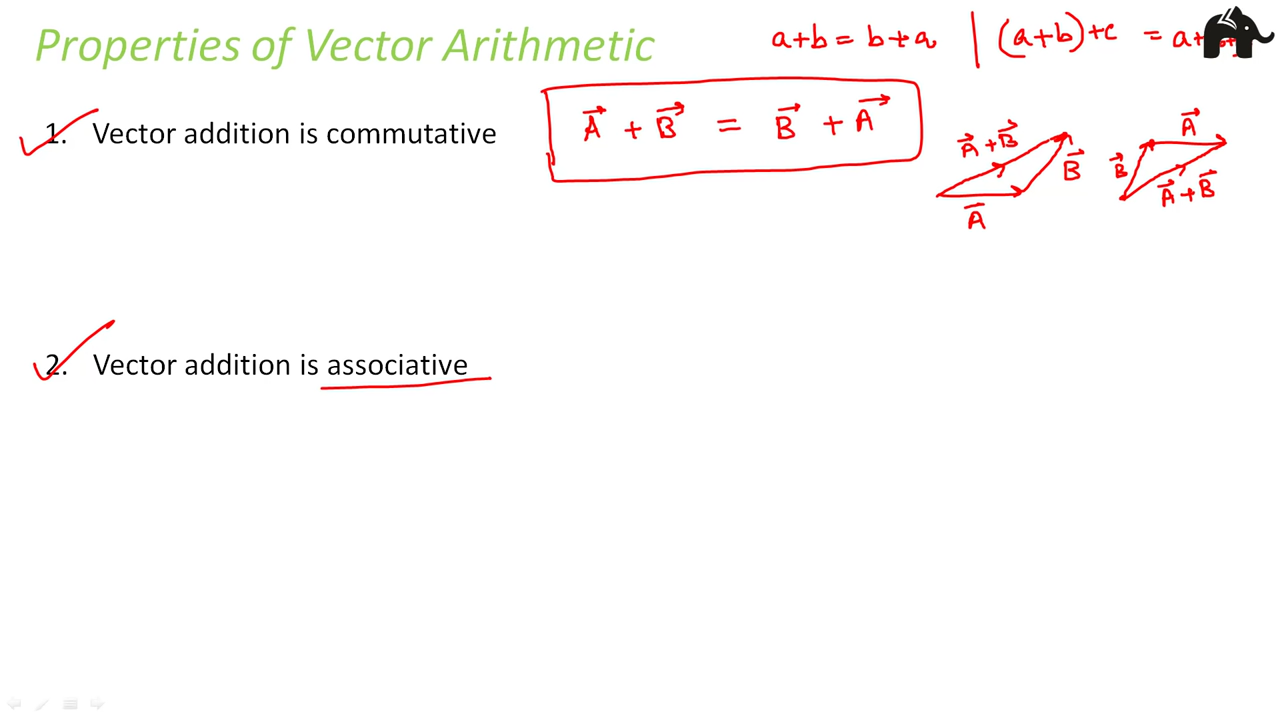 Properties of Vector Arithmetic
a+b = b+a | (a+b)+c = a+
1. Vector addition is commutative
A⃗ + B⃗ = B⃗ + A⃗
A⃗ + B⃗
B⃗
A⃗
A⃗
B⃗
A⃗ + B⃗
2. Vector addition is associative